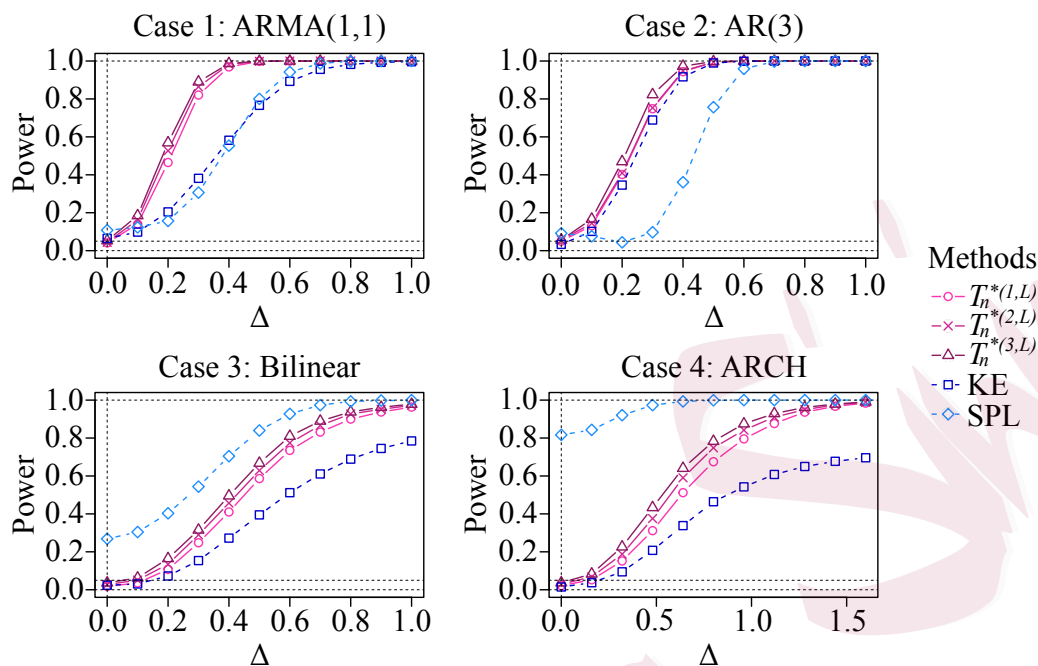 Case 1: ARMA(1,1)
Power
1.0
0.8
0.6
0.4
0.2
0.0
0.0 0.2 0.4 0.6 0.8 1.0
Δ
Case 2: AR(3)
Power
1.0
0.8
0.6
0.4
0.2
0.0
0.0 0.2 0.4 0.6 0.8 1.0
Δ
Case 3: Bilinear
Power
1.0
0.8
0.6
0.4
0.2
0.0
0.0 0.2 0.4 0.6 0.8 1.0
Δ
Case 4: ARCH
Power
1.0
0.8
0.6
0.4
0.2
0.0
0.0 0.5 1.0 1.5
Δ
Methods
T_n^{*(1,L)}
T_n^{*(2,L)}
T_n^{*(3,L)}
KE
SPL